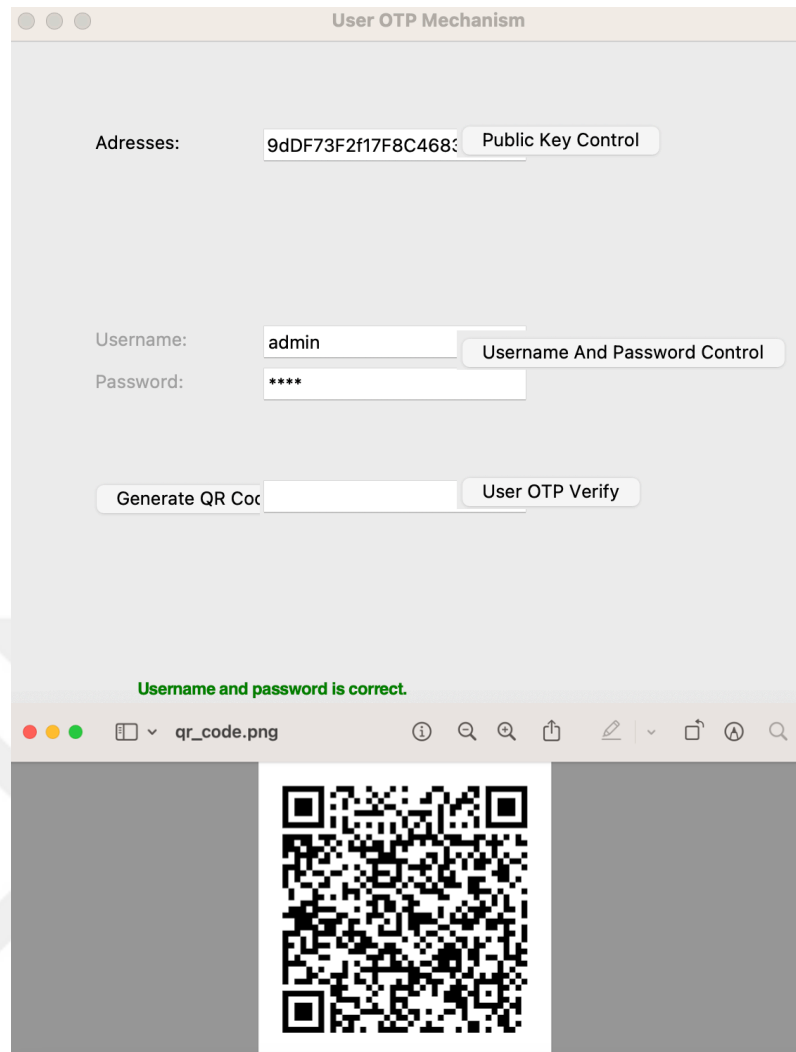 User OTP Mechanism
Adresses: 9dDF73F2f17F8C4683 Public Key Control
Username: admin
Username And Password Control
Password: ****
Generate QR Coc User OTP Verify
Username and password is correct.
qr_code.png